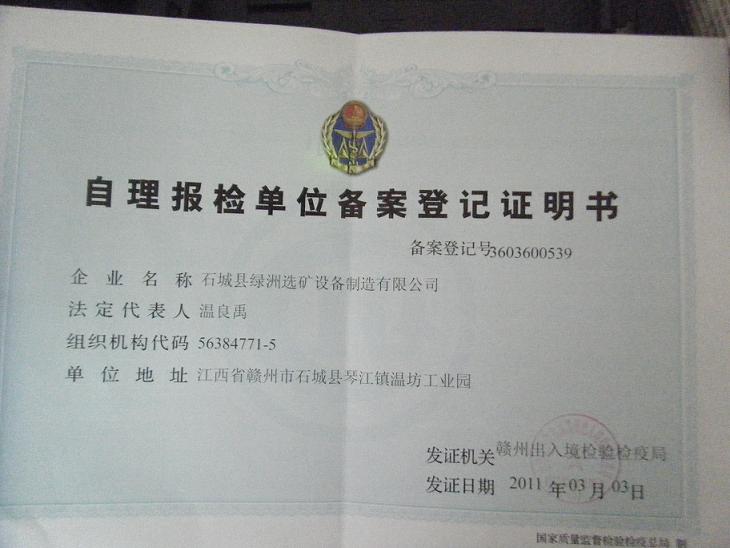 自理报检单位备案登记证明书
备案登记号3603600539
企业名称 石城县绿洲选矿设备制造有限公司
法定代表人 温良禹
组织机构代码 56384771-5
单位地址 江西省赣州市石城县琴江镇温坊工业园
发证机关 赣州出入境检验检疫局
发证日期 2011年03月03日
国家质量监督检验检疫总局 制